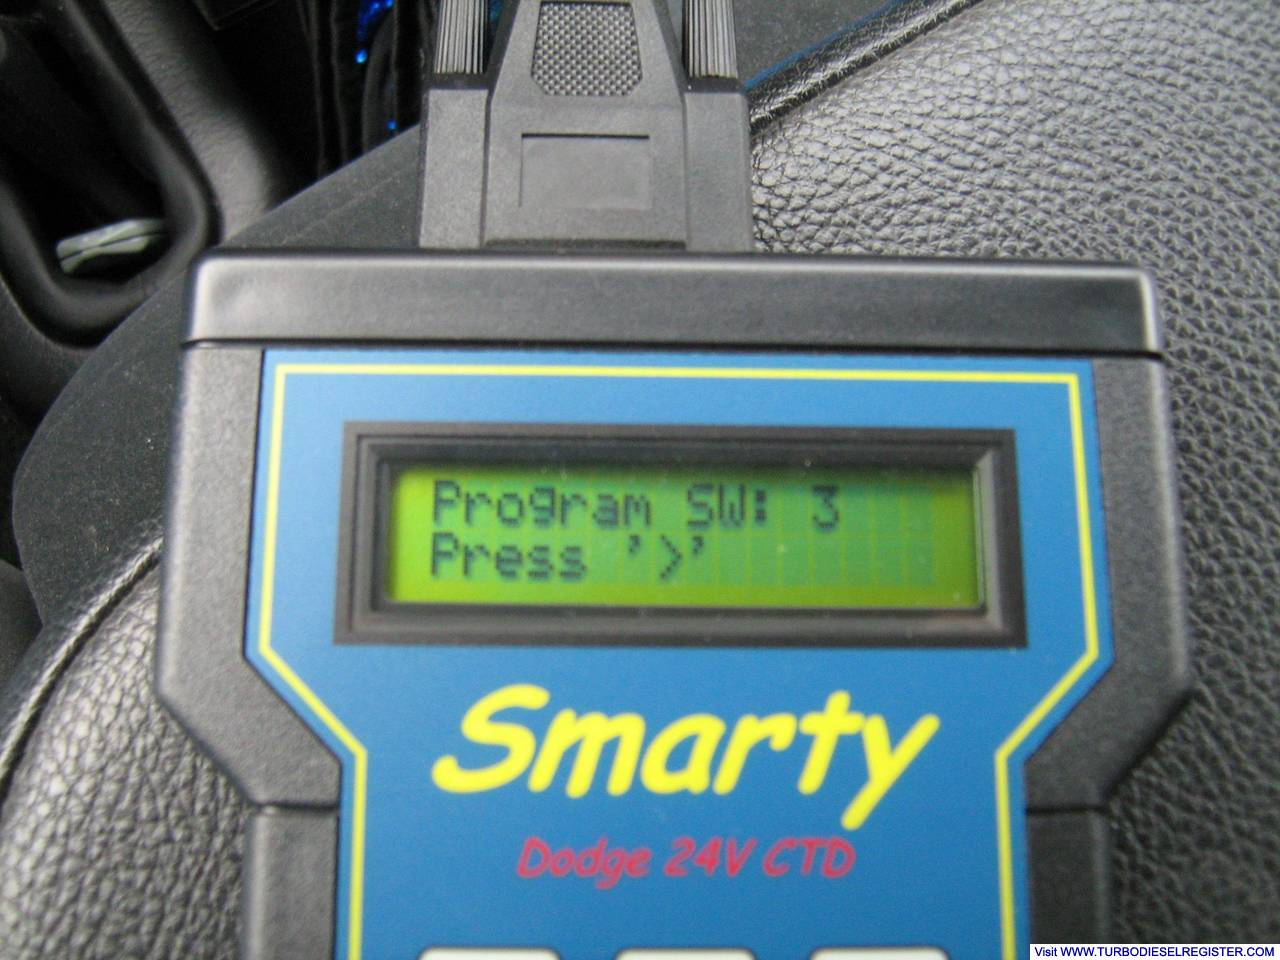 Program SW: 3
Press '>'
Smarty
Dodge 24V CTD
Visit WWW.TURBODIESELREGISTER.COM